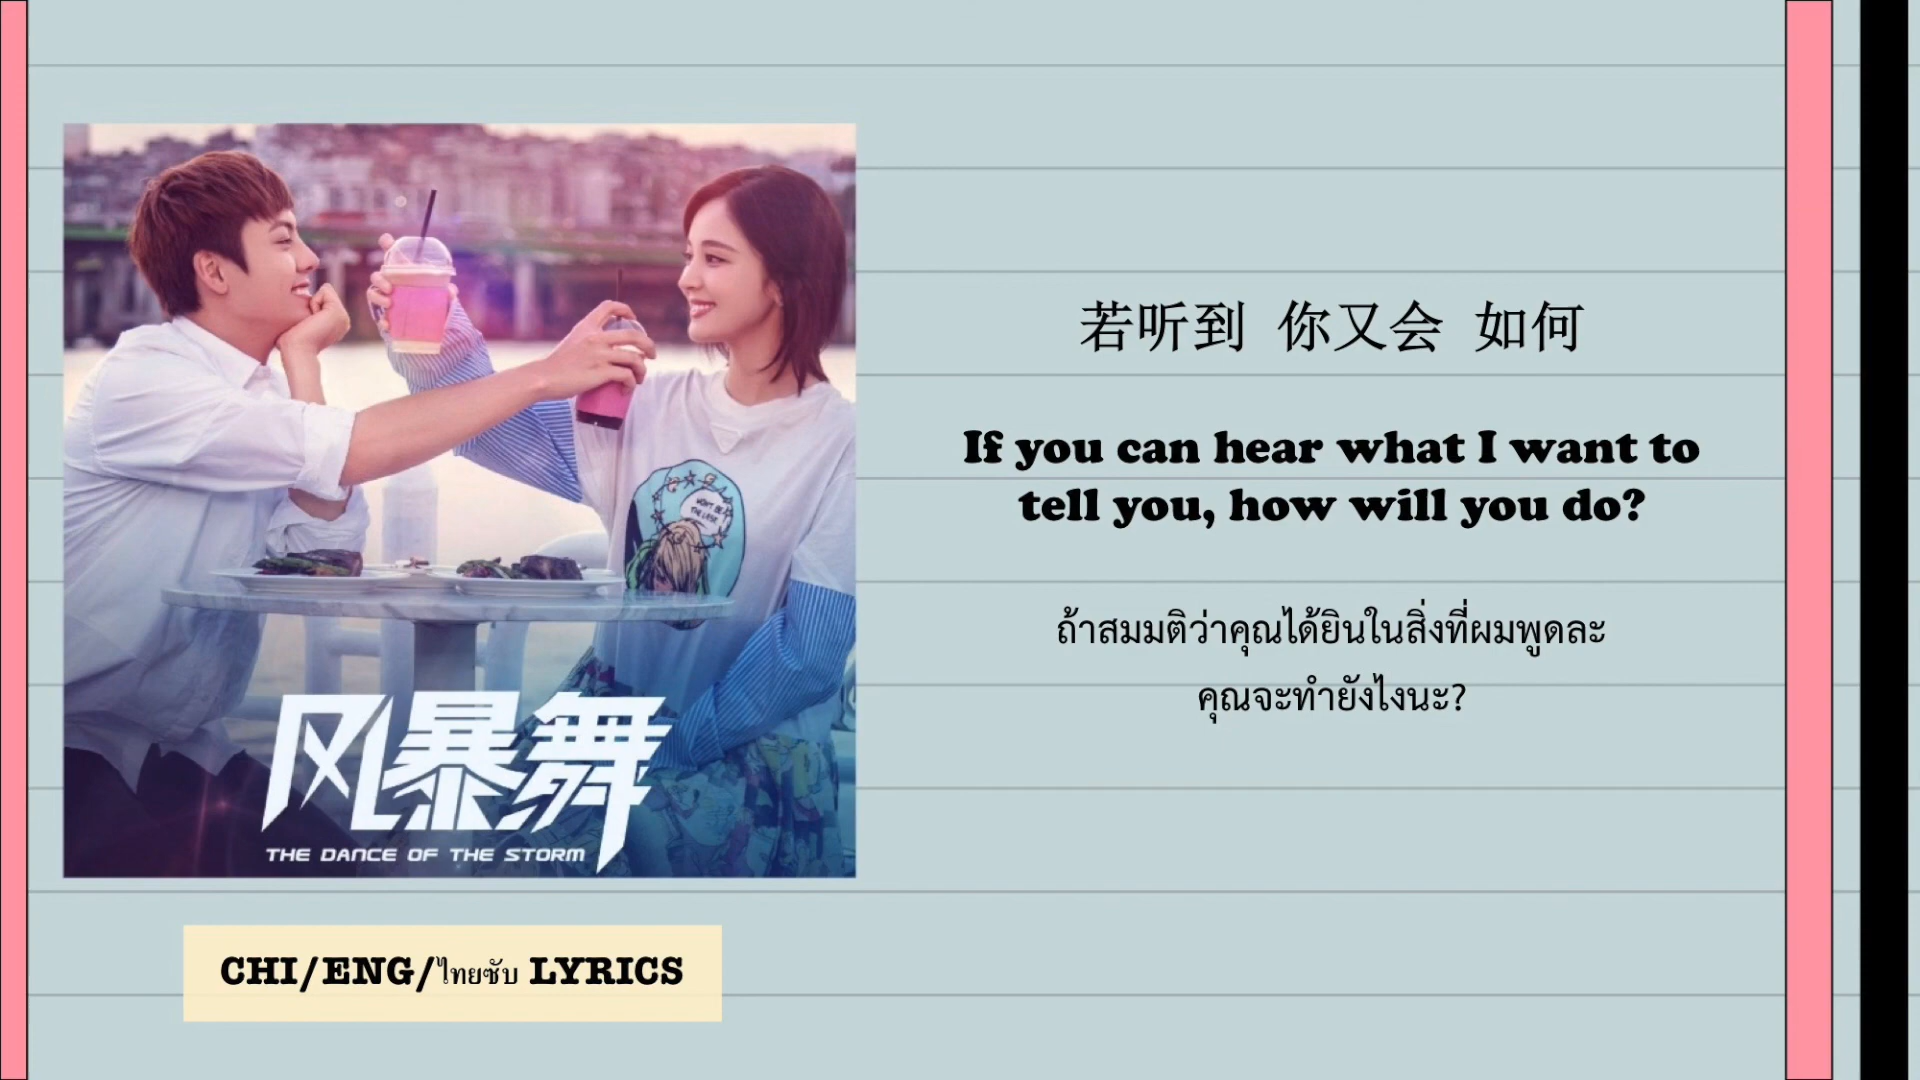 若听到 你又会 如何
If you can hear what I want to
tell you, how will you do?
ถ้าสมมติว่าคุณได้ยินในสิ่งที่ผมพูดละ
คุณจะทำยังไงนะ?
风暴舞
THE DANCE OF THE STORM
CHI/ENG/ไทยซับ LYRICS